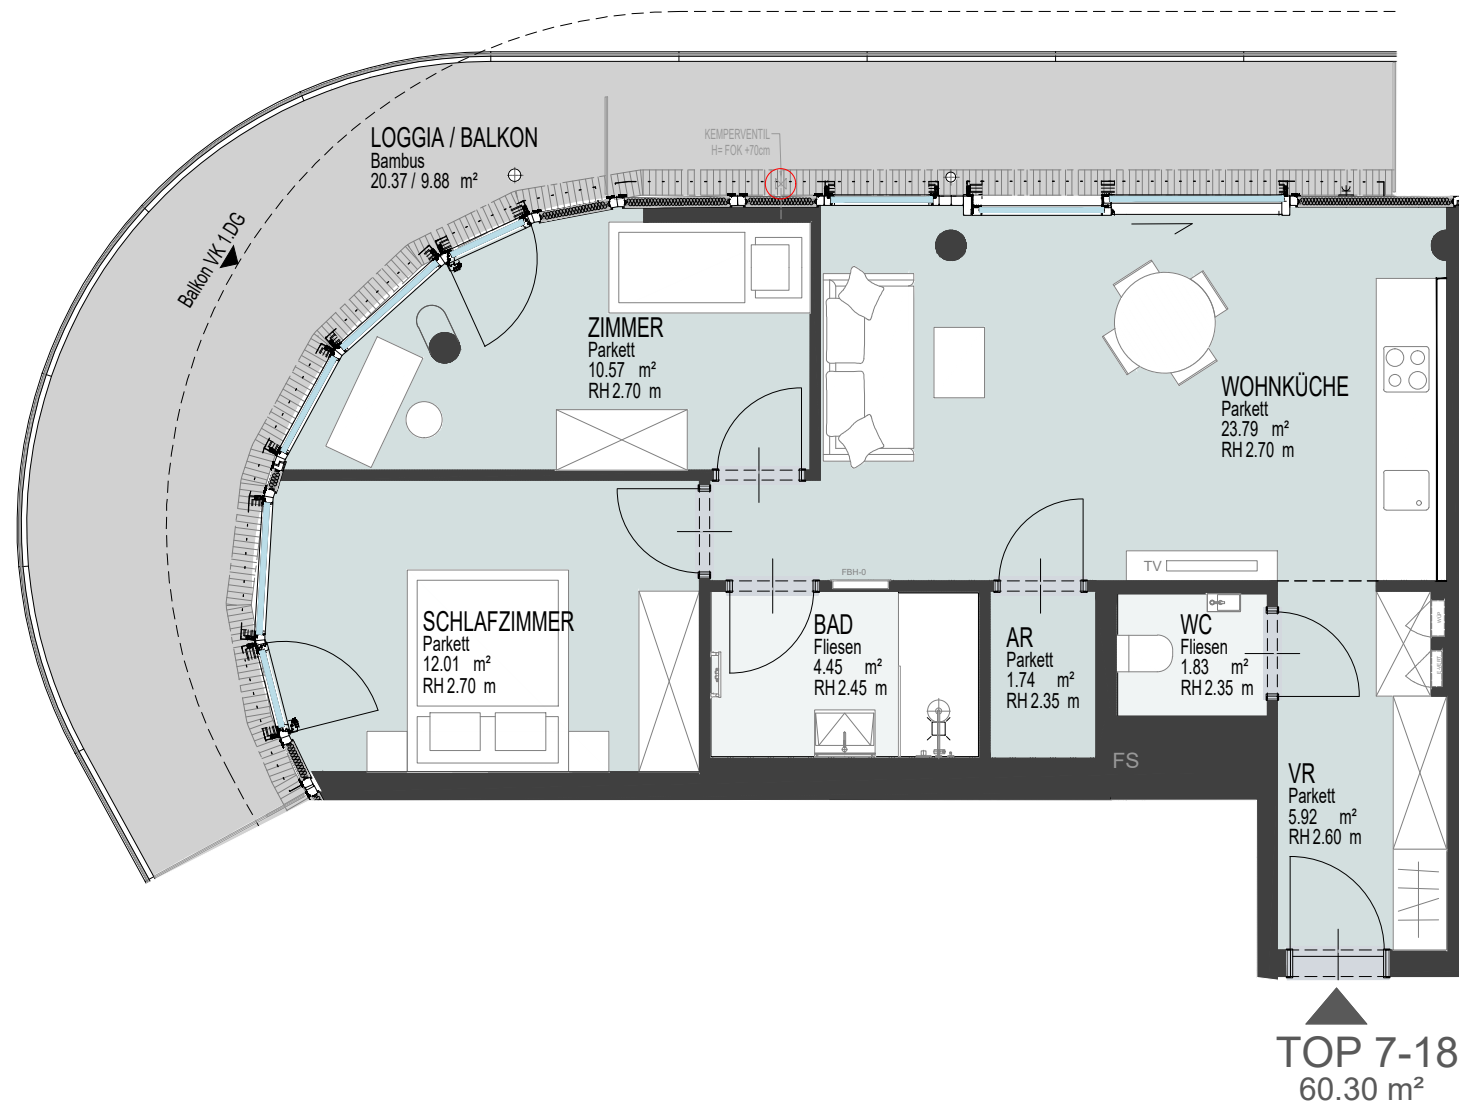 LOGGIA / BALKON
Bambus
20.37 / 9.88 m²
KEMPERVENTIL
H= FOK +70cm
Balkon VK 1.DG
ZIMMER
Parkett
10.57 m²
RH 2.70 m
WOHNKÜCHE
Parkett
23.79 m²
RH 2.70 m
TV
FBH-0
SCHLAFZIMMER
Parkett
12.01 m²
RH 2.70 m
BAD
Fliesen
4.45 m²
RH 2.45 m
AR
Parkett
1.74 m²
RH 2.35 m
WC
Fliesen
1.83 m²
RH 2.35 m
FS
VR
Parkett
5.92 m²
RH 2.60 m
TOP 7-18
60.30 m²